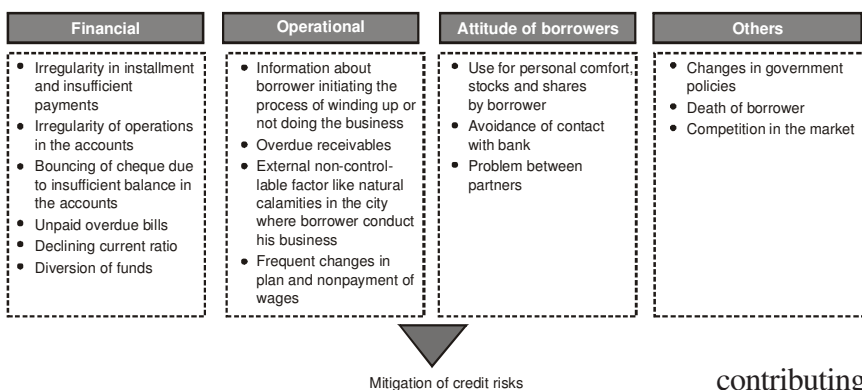 Financial
Irregularity in installment
and insufficient
payments
Irregularity of operations
in the accounts
Bouncing of cheque due
to insufficient balance in
the accounts
Unpaid overdue bills
Declining current ratio
Diversion of funds
Operational
Information about
borrower initiating the
process of winding up or
not doing the business
Overdue receivables
External non-control-
lable factor like natural
calamities in the city
where borrower conduct
his business
Frequent changes in
plan and nonpayment of
wages
Attitude of borrowers
Use for personal comfort,
stocks and shares
by borrower
Avoidance of contact
with bank
Problem between
partners
Others
Changes in government
policies
Death of borrower
Competition in the market
Mitigation of credit risks
contributing